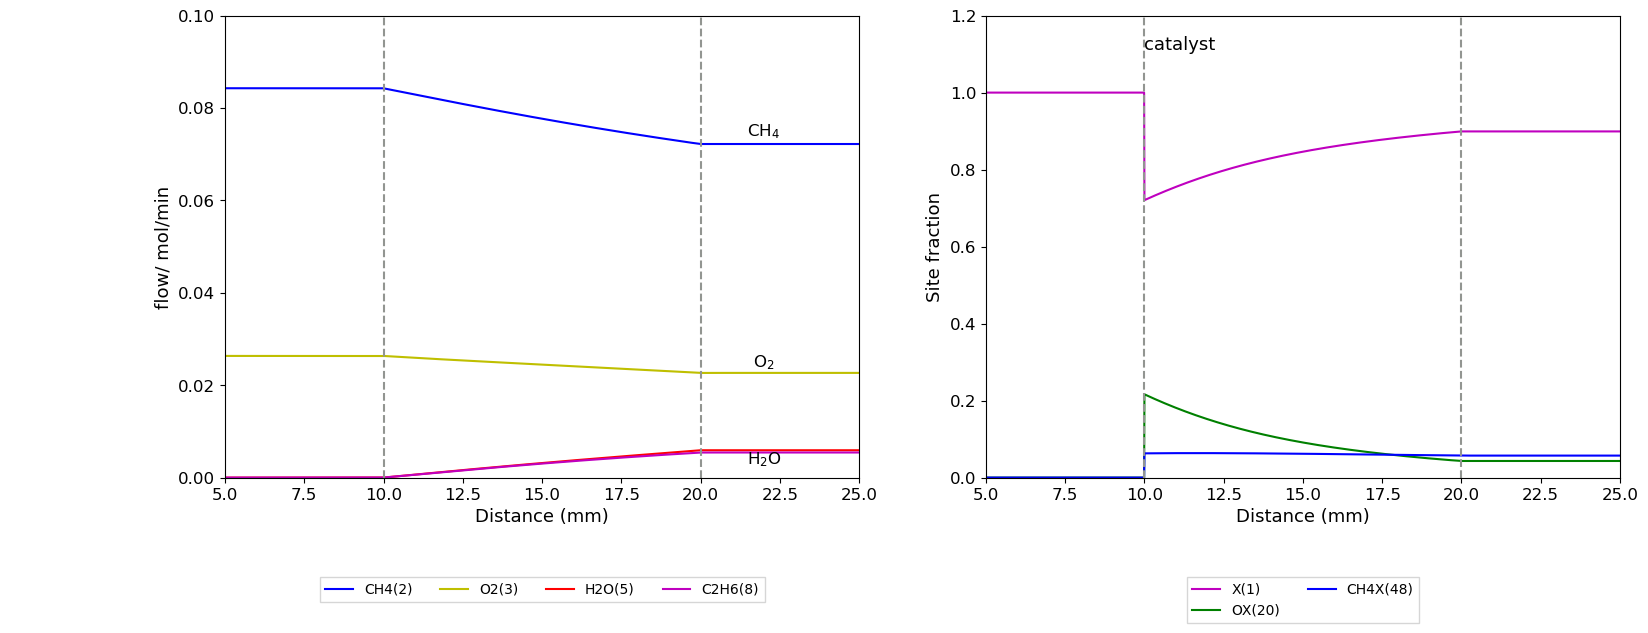 0.10
0.08
0.06
0.04
0.02
0.00
flow/ mol/min
CH₄
O₂
H₂O
5.0 7.5 10.0 12.5 15.0 17.5 20.0 22.5 25.0
Distance (mm)
CH4(2) O2(3) H2O(5) C2H6(8)
1.2
1.0
0.8
0.6
0.4
0.2
0.0
Site fraction
catalyst
5.0 7.5 10.0 12.5 15.0 17.5 20.0 22.5 25.0
Distance (mm)
X(1) CH4X(48)
OX(20)